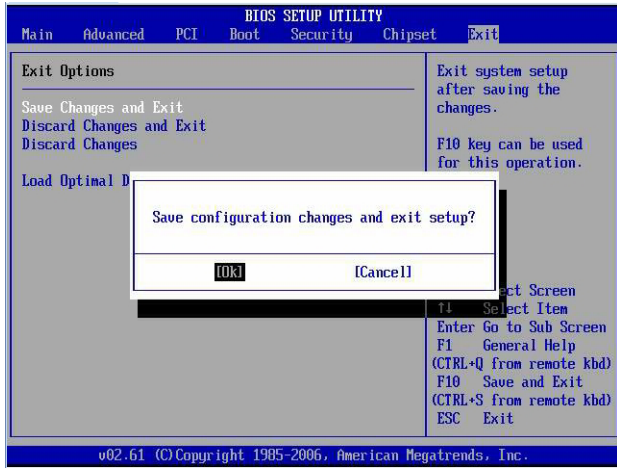 BIOS SETUP UTILITY
Main Advanced PCI Boot Security Chipset Exit
Exit Options
Save Changes and Exit
Discard Changes and Exit
Discard Changes
Load Optimal D
Save configuration changes and exit setup?
[Ok] [Cancel]
Exit system setup
after saving the
changes.
F10 key can be used
for this operation.
ect Screen
↑↓ Select Item
Enter Go to Sub Screen
F1 General Help
(CTRL+Q from remote kbd)
F10 Save and Exit
(CTRL+S from remote kbd)
ESC Exit
v02.61 (C)Copyright 1985-2006, American Megatrends, Inc.